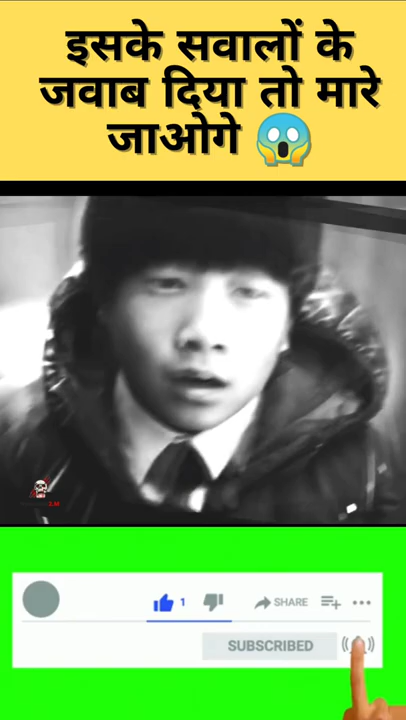 इसके सवालों के
जवाब दिया तो मारे
जाओगे 😱
1
SHARE
SUBSCRIBED